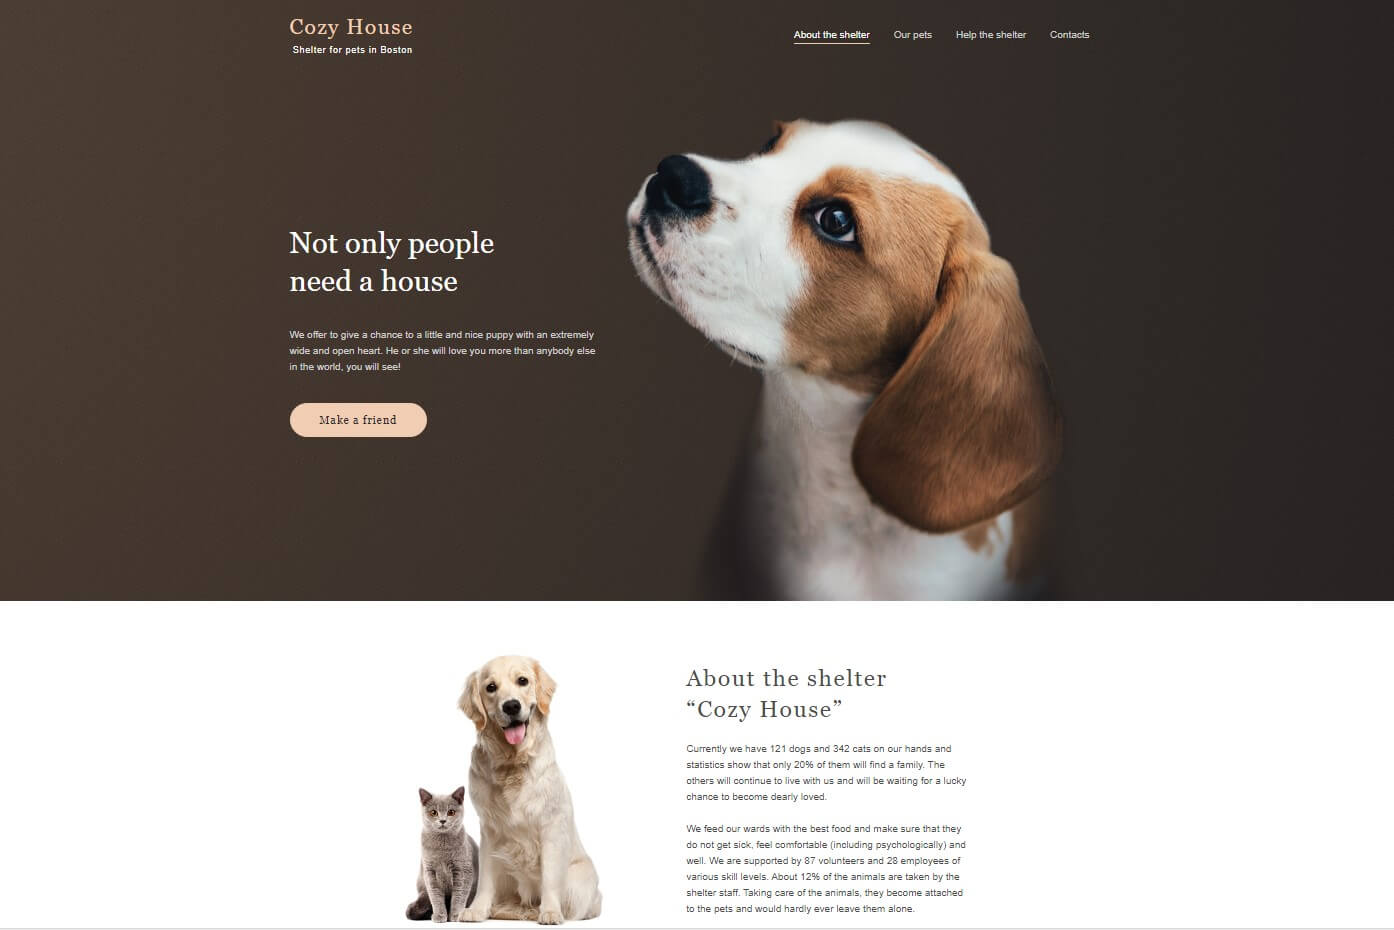 Cozy House
Shelter for pets in Boston
About the shelter
Our pets
Help the shelter
Contacts
Not only people
need a house
We offer to give a chance to a little and nice puppy with an extremely
wide and open heart. He or she will love you more than anybody else
in the world, you will see!
Make a friend
About the shelter
“Cozy House”
Currently we have 121 dogs and 342 cats on our hands and
statistics show that only 20% of them will find a family. The
others will continue to live with us and will be waiting for a lucky
chance to become dearly loved.
We feed our wards with the best food and make sure that they
do not get sick, feel comfortable (including psychologically) and
well. We are supported by 87 volunteers and 28 employees of
various skill levels. About 12% of the animals are taken by the
shelter staff. Taking care of the animals, they become attached
to the pets and would hardly ever leave them alone.